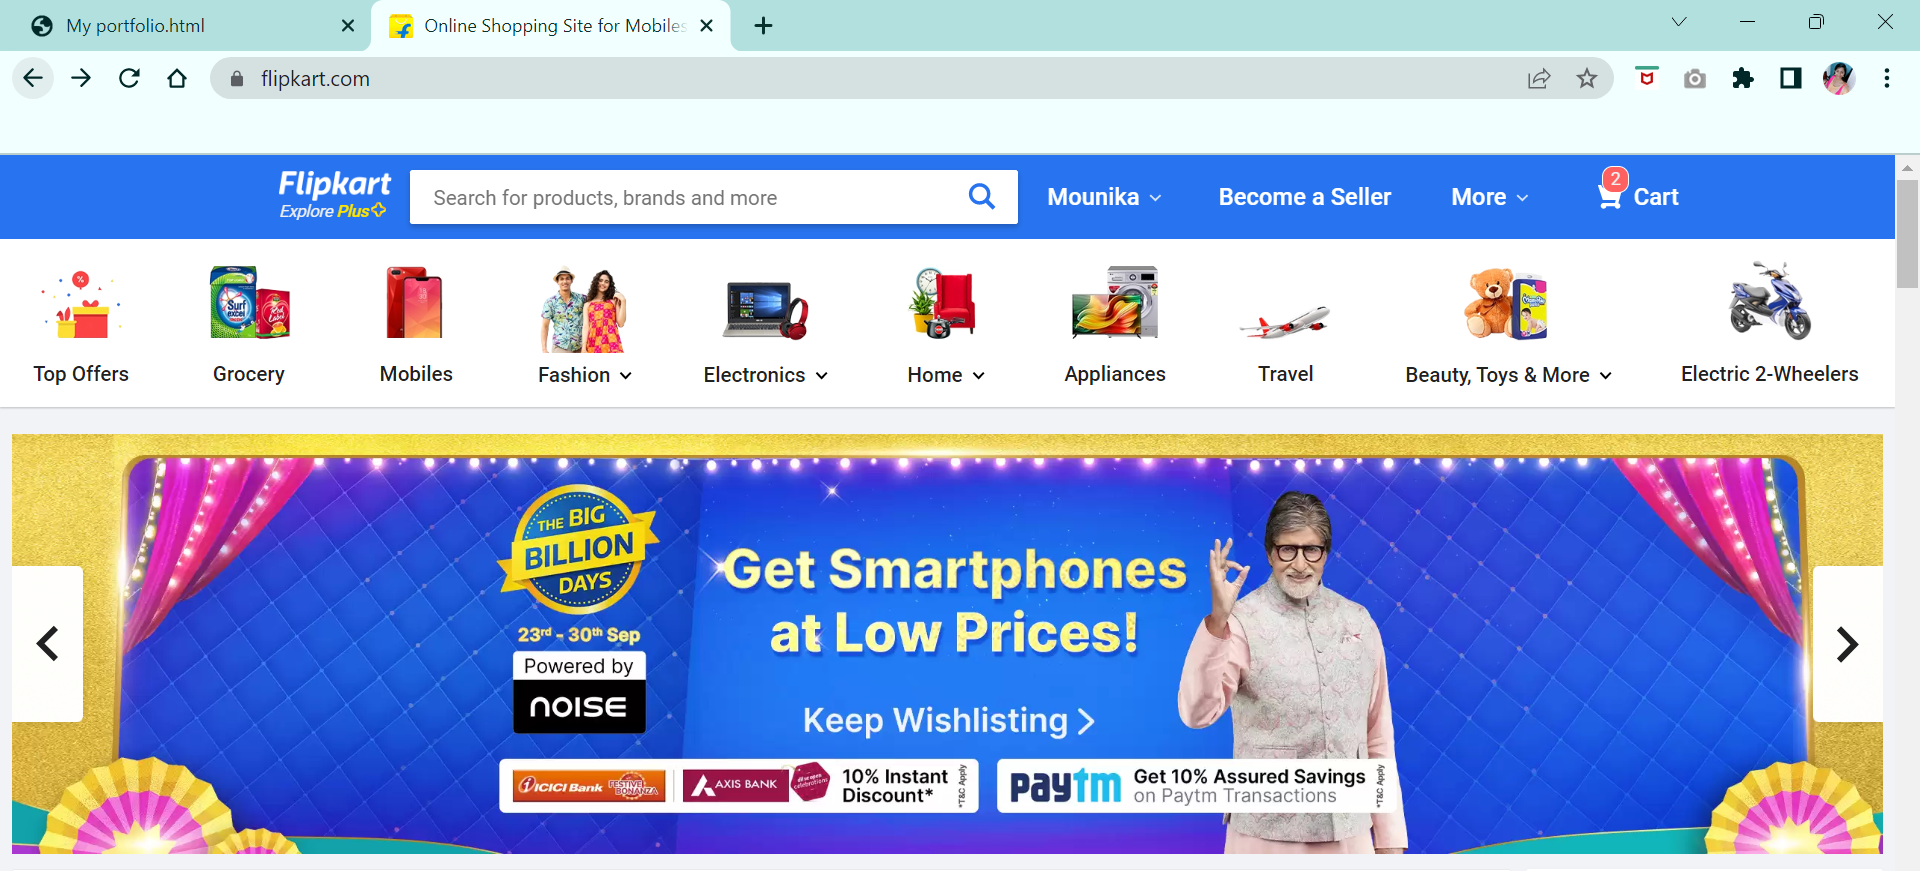 My portfolio.html
Online Shopping Site for Mobiles
flipkart.com
Flipkart
Explore Plus
Search for products, brands and more
Mounika
Become a Seller
More
2
Cart
Top Offers
Grocery
Mobiles
Fashion
Electronics
Home
Appliances
Travel
Beauty, Toys & More
Electric 2-Wheelers
%
Surf excel
Red Label
THE BIG
BILLION
DAYS
23rd - 30th Sep
Powered by
NOISE
Get Smartphones
at Low Prices!
Keep Wishlisting >
ICICI Bank
FESTIVE BONANZA
AXIS BANK
10% Instant
Discount*
*T&C Apply
paytm
Get 10% Assured Savings
on Paytm Transactions
*T&C Apply